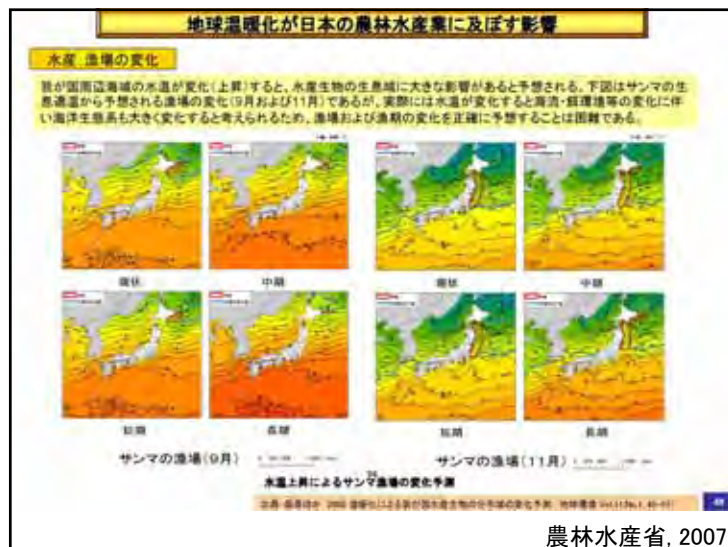 地球温暖化が日本の農林水産業に及ぼす影響
水産 漁場の変化
我が国周辺海域の水温が変化(上昇)すると、水産生物の生息域に大きな影響があると予想される。下図はサンマの生
息適温から予想される漁場の変化(9月および11月)であるが、実際には水温が変化すると海流・餌環境等の変化に伴
い海洋生態系も大きく変化すると考えられるため、漁場および漁期の変化を正確に予想することは困難である。
現状 中期 現状 中期
短期 長期 短期 長期
サンマの漁場(9月) サンマの漁場(11月)
水温上昇によるサンマ漁場の変化予測
農林水産省, 2007